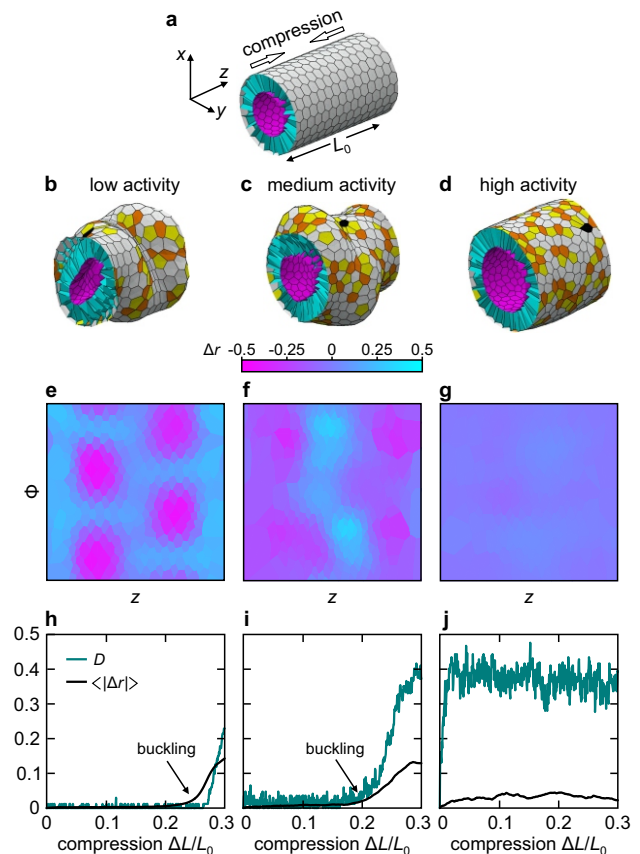 a
compression
x
z
y
L₀
b low activity
c medium activity
d high activity
Δr -0.5 -0.25 0 0.25 0.5
e f g
Φ
z z
h i j
0.5
0.4
0.3
0.2
0.1
0
D
<|Δr|>
buckling
buckling
0 0.1 0.2 0.3
0 0.1 0.2 0.3
0 0.1 0.2 0.3
compression ΔL/L₀
compression ΔL/L₀
compression ΔL/L₀